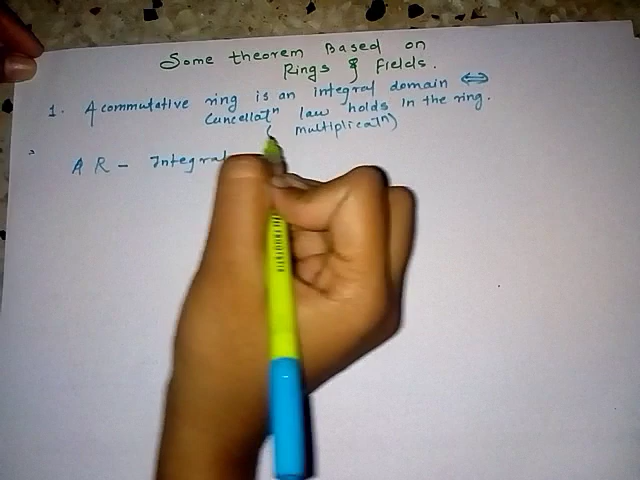 Some theorem Based on
Rings & Fields.
1. A commutative ring is an integral domain ⇔
Cancellatⁿ law holds in the ring.
( multiplicatⁿ)
A R - Integral